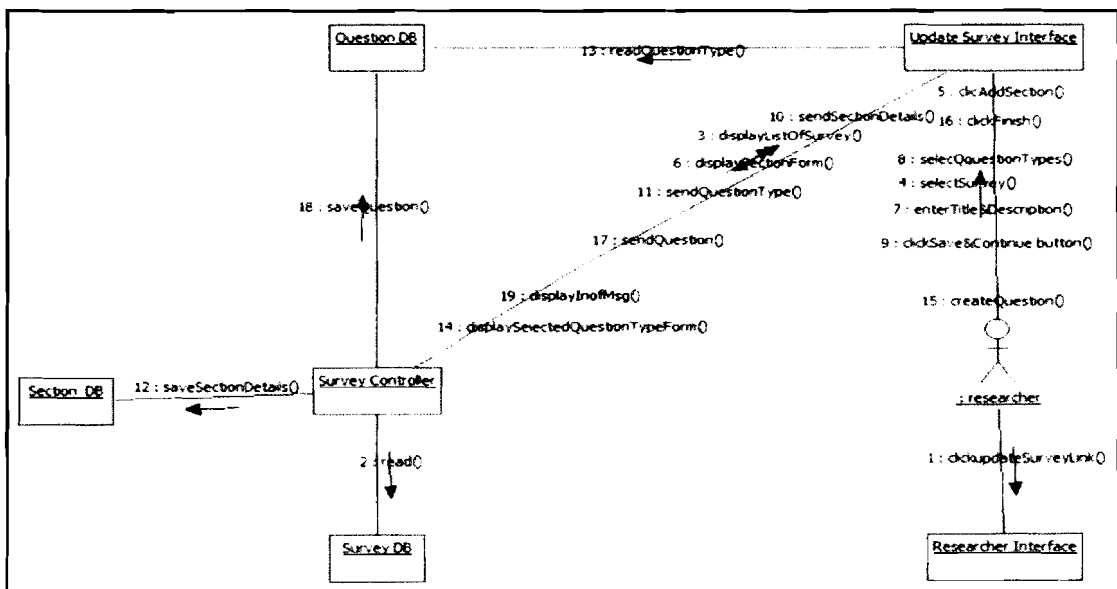 Question DB
Update Survey Interface
13 : readQuestionType()
5 : clicAddSection()
10 : sendSectionDetails()
16 : clickFinish()
3 : displayListOfSurvey()
6 : displaySectionForm()
8 : selecQquestionTypes()
11 : sendQuestionType()
4 : selectSurvey()
18 : saveQuestion()
7 : enterTitle&Description()
17 : sendQuestion()
9 : clickSave&Continue button()
19 : displayInofMsg()
15 : createQuestion()
14 : displaySelectedQuestionTypeForm()
Section DB
12 : saveSectionDetails()
Survey Controller
: researcher
2 : read()
1 : clickupdateSurveyLink()
Survey DB
Researcher Interface